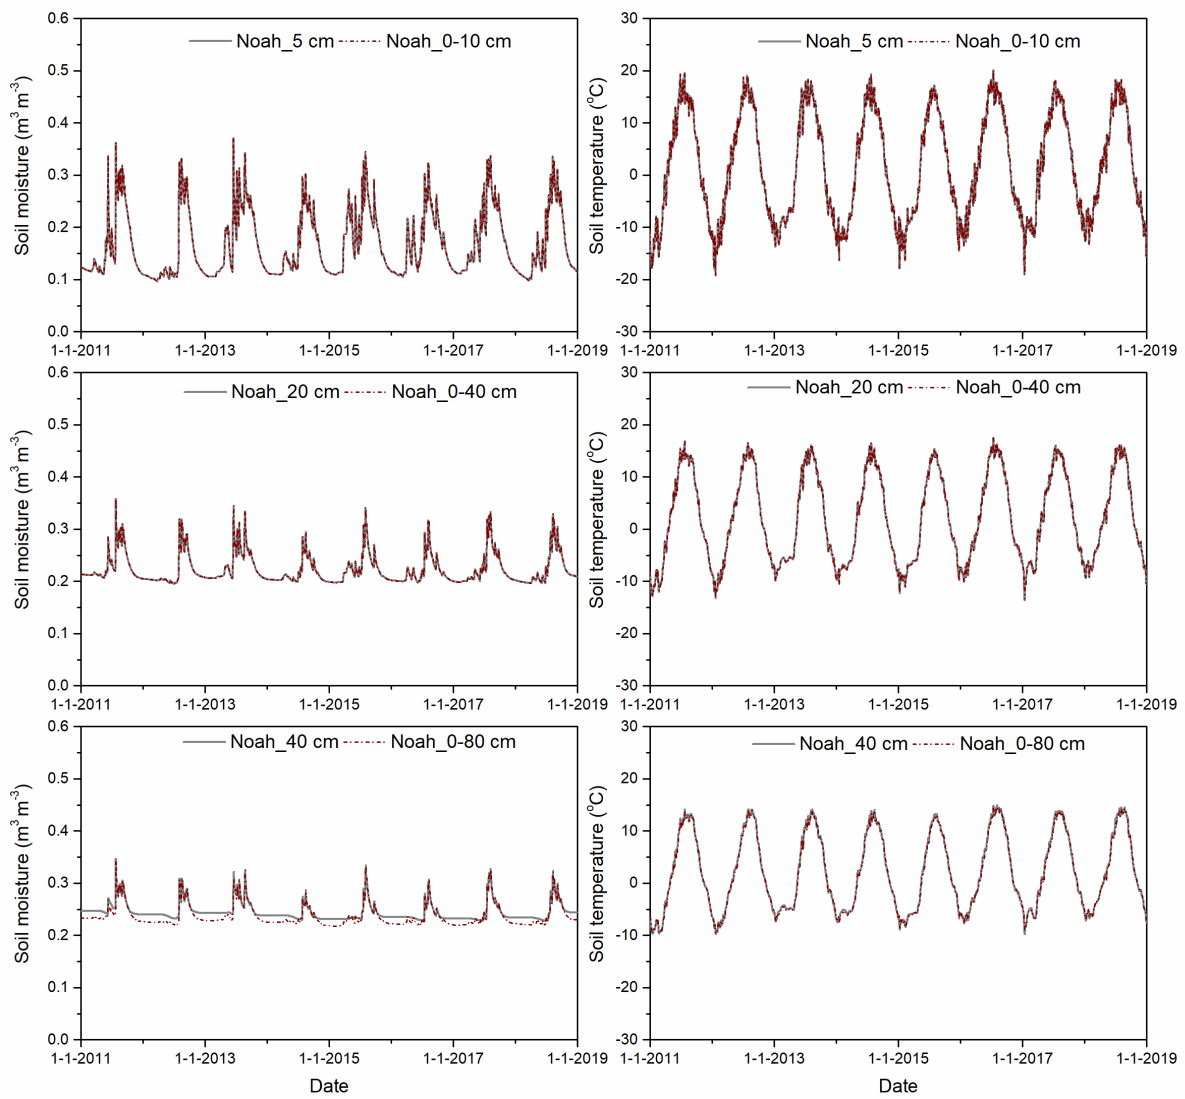 Noah_5 cm Noah_0-10 cm
Soil moisture (m³ m⁻³)
0.6
0.5
0.4
0.3
0.2
0.1
0.0
1-1-2011 1-1-2013 1-1-2015 1-1-2017 1-1-2019
Noah_5 cm Noah_0-10 cm
Soil temperature (°C)
30
20
10
0
-10
-20
-30
1-1-2011 1-1-2013 1-1-2015 1-1-2017 1-1-2019
Noah_20 cm Noah_0-40 cm
Soil moisture (m³ m⁻³)
0.6
0.5
0.4
0.3
0.2
0.1
0.0
1-1-2011 1-1-2013 1-1-2015 1-1-2017 1-1-2019
Noah_20 cm Noah_0-40 cm
Soil temperature (°C)
30
20
10
0
-10
-20
-30
1-1-2011 1-1-2013 1-1-2015 1-1-2017 1-1-2019
Noah_40 cm Noah_0-80 cm
Soil moisture (m³ m⁻³)
0.6
0.5
0.4
0.3
0.2
0.1
0.0
1-1-2011 1-1-2013 1-1-2015 1-1-2017 1-1-2019
Date
Noah_40 cm Noah_0-80 cm
Soil temperature (°C)
30
20
10
0
-10
-20
-30
1-1-2011 1-1-2013 1-1-2015 1-1-2017 1-1-2019
Date